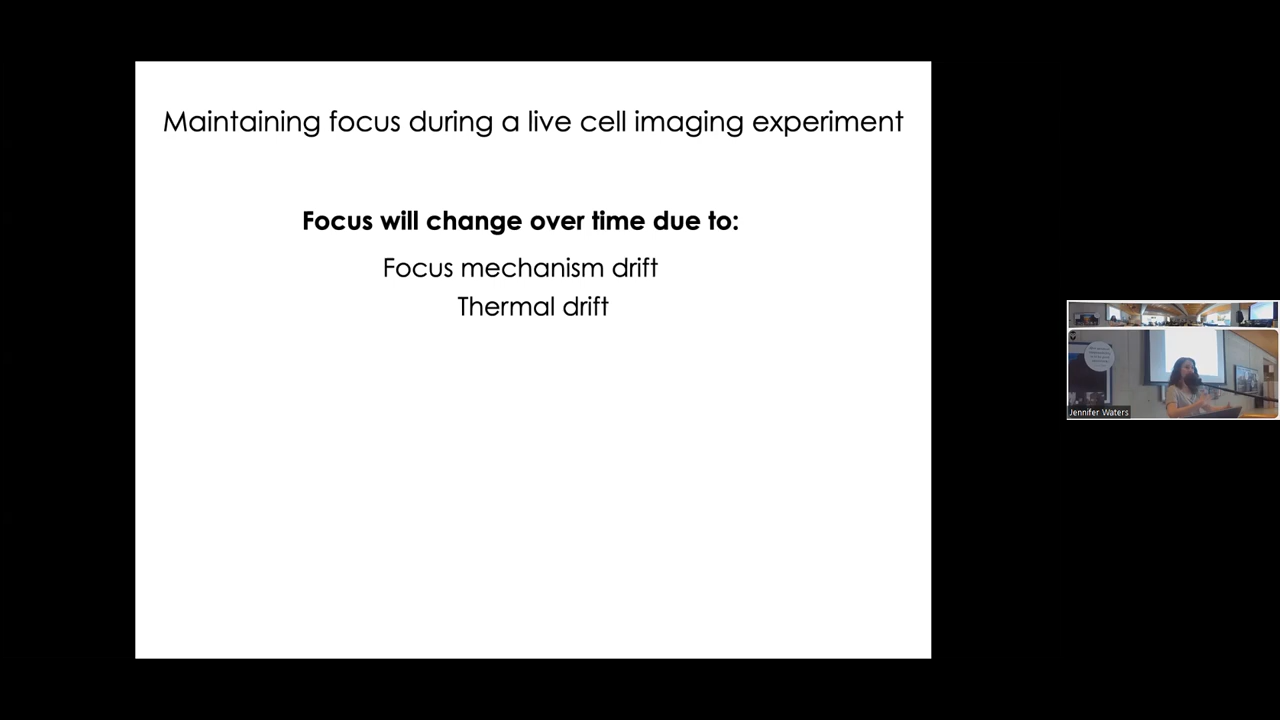 Maintaining focus during a live cell imaging experiment
Focus will change over time due to:
Focus mechanism drift
Thermal drift
Jennifer Waters